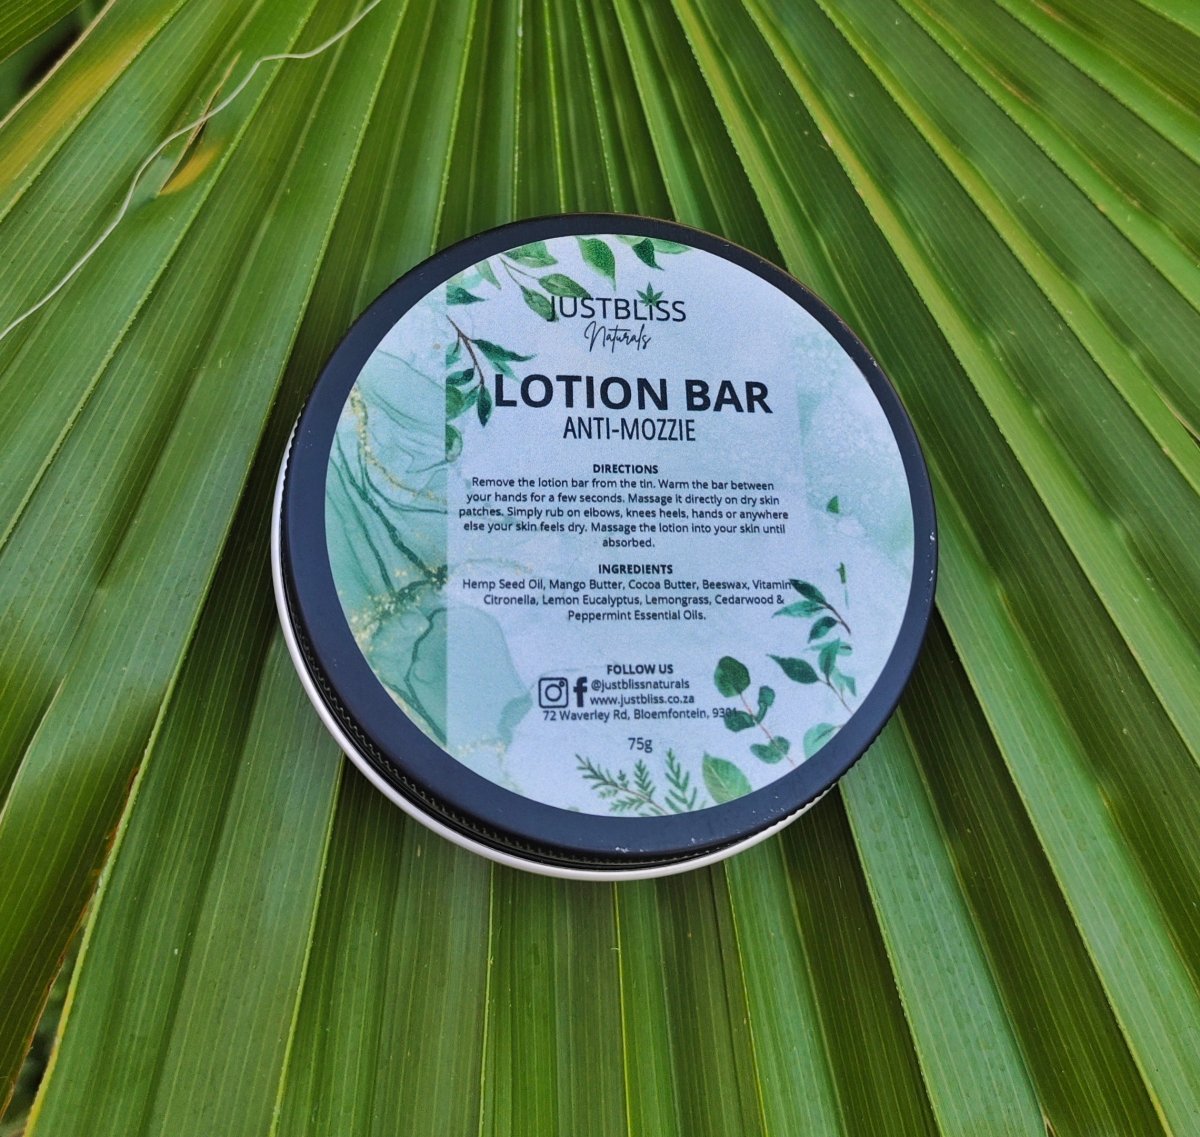 JUSTBLiSS
Naturals
LOTION BAR
ANTI-MOZZIE
DIRECTIONS
Remove the lotion bar from the tin. Warm the bar between
your hands for a few seconds. Massage it directly on dry skin
patches. Simply rub on elbows, knees heels, hands or anywhere
else your skin feels dry. Massage the lotion into your skin until
absorbed.
INGREDIENTS
Hemp Seed Oil, Mango Butter, Cocoa Butter, Beeswax, Vitamin
Citronella, Lemon Eucalyptus, Lemongrass, Cedarwood &
Peppermint Essential Oils.
FOLLOW US
@justblissnaturals
www.justbliss.co.za
72 Waverley Rd, Bloemfontein, 9301
75g